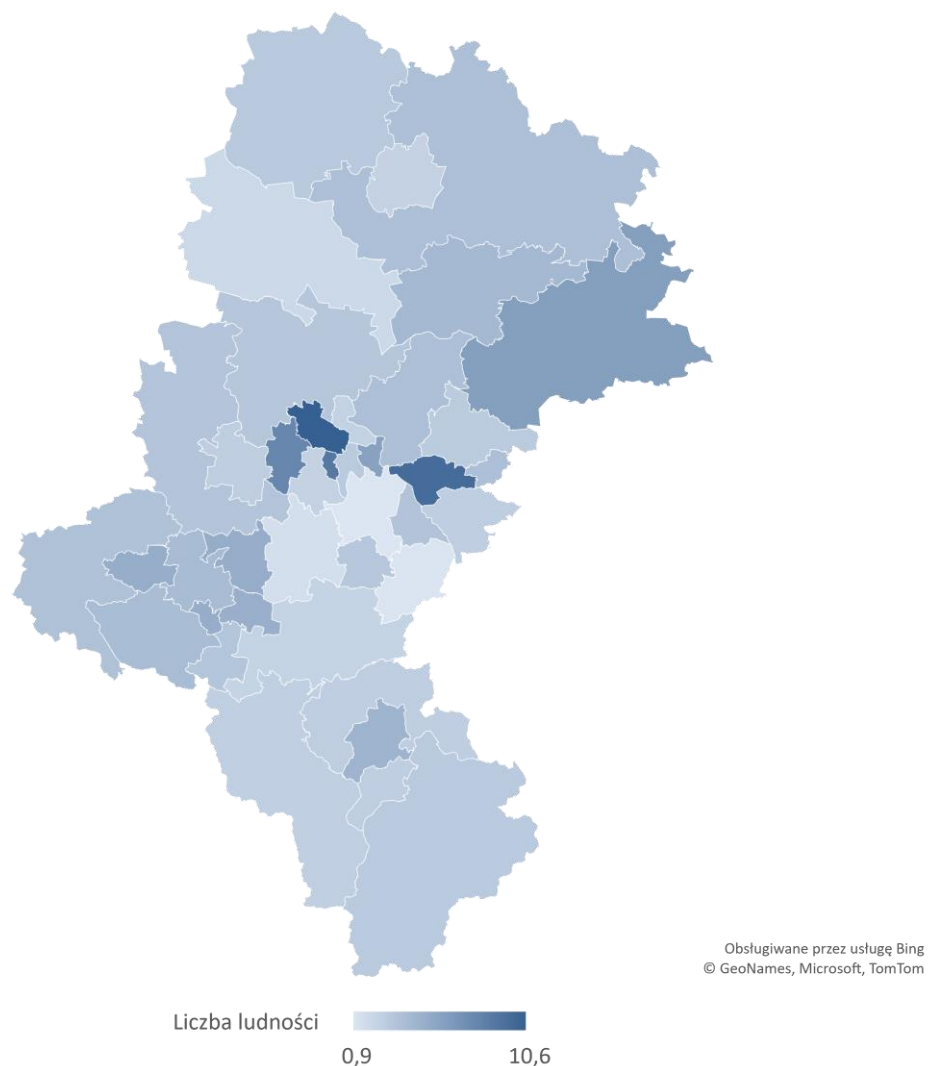 Obsługiwane przez usługę Bing
© GeoNames, Microsoft, TomTom
Liczba ludności
0,9 10,6